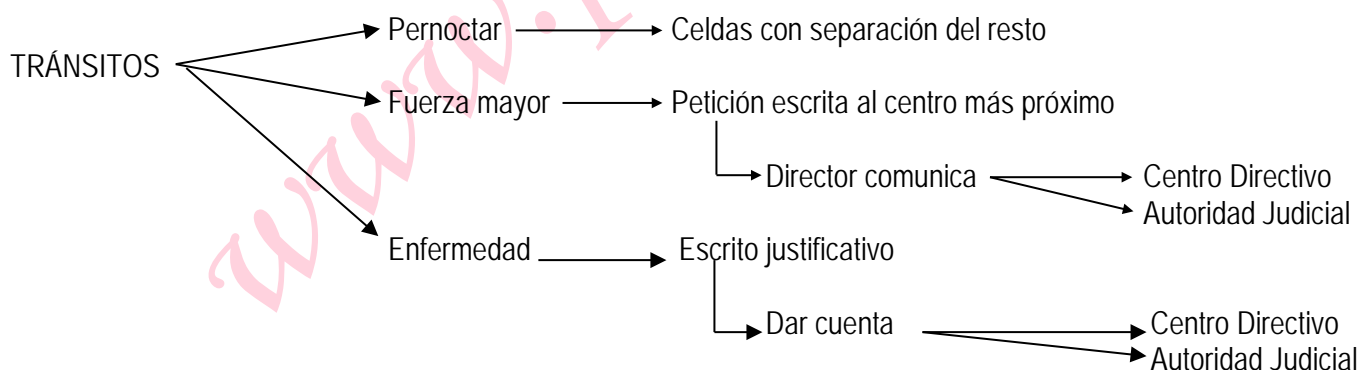 Pernoctar Celdas con separación del resto
TRÁNSITOS
Fuerza mayor Petición escrita al centro más próximo
Director comunica Centro Directivo
Autoridad Judicial
Enfermedad Escrito justificativo
Dar cuenta Centro Directivo
Autoridad Judicial
www.